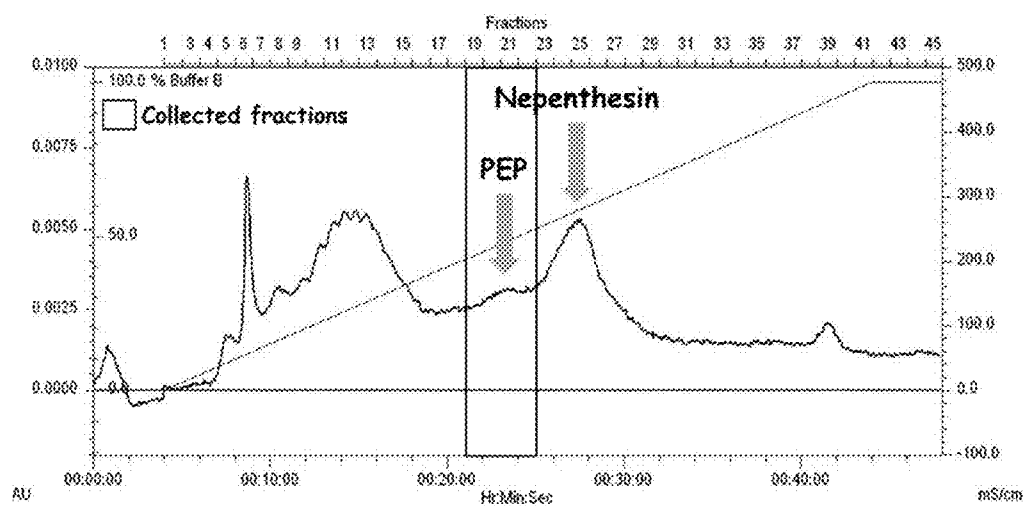 Fractions
1 3 4 5 6 7 8 9 11 13 15 17 19 21 23 25 27 29 31 33 35 37 39 41 43 45
0.0100 100.0 % Buffer B 500.0
Nepenthesin
Collected fractions
400.0
0.0075
PEP
300.0
0.0050 50.0
200.0
0.0025
100.0
0.0000 0.0 0.0
-100.0
00:00:00 00:10:00 00:20:00 00:30:00 00:40:00
AU Hr:Min:Sec mS/cm